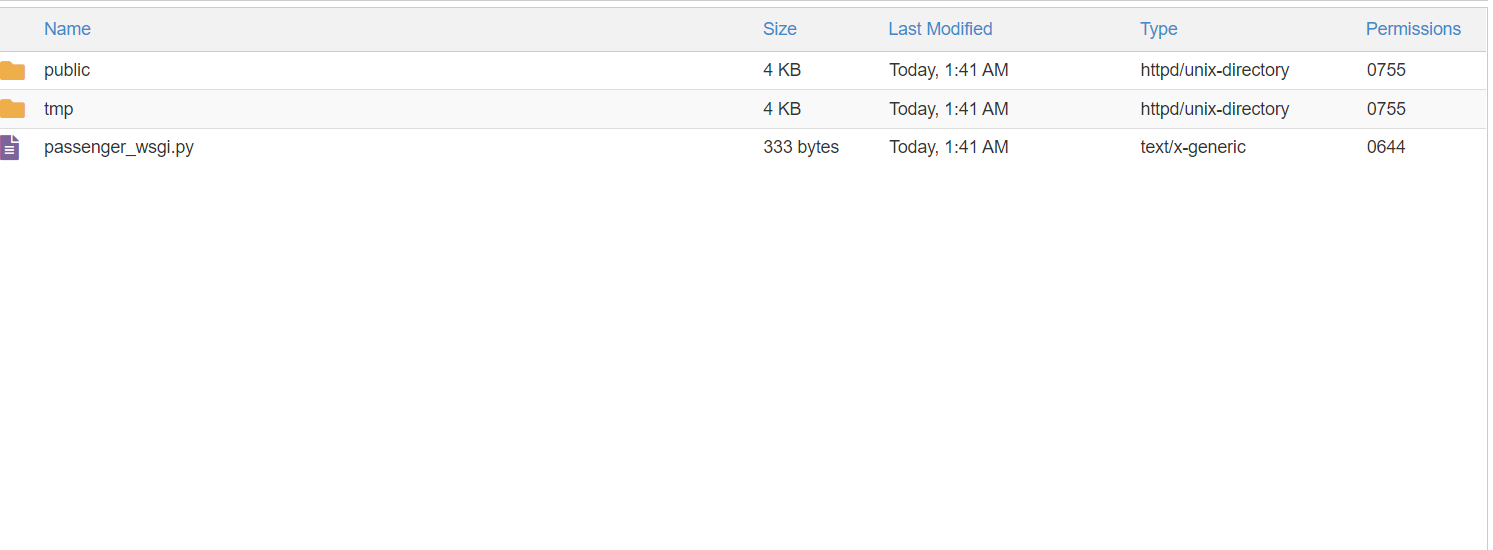 Name Size Last Modified Type Permissions
public 4 KB Today, 1:41 AM httpd/unix-directory 0755
tmp 4 KB Today, 1:41 AM httpd/unix-directory 0755
passenger_wsgi.py 333 bytes Today, 1:41 AM text/x-generic 0644